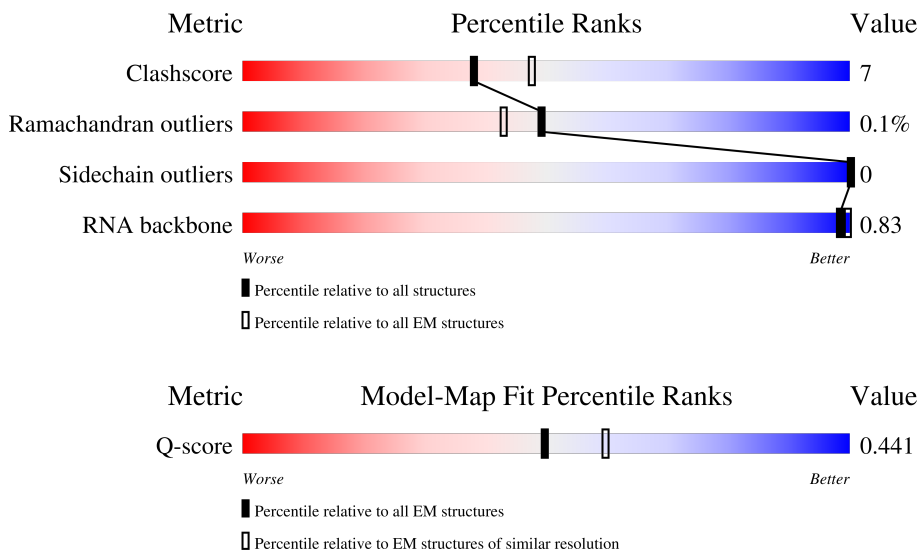 Metric Percentile Ranks Value
Clashscore 7
Ramachandran outliers 0.1%
Sidechain outliers 0
RNA backbone 0.83
Worse Better
Percentile relative to all structures
Percentile relative to all EM structures
Metric Model-Map Fit Percentile Ranks Value
Q-score 0.441
Worse Better
Percentile relative to all EM structures
Percentile relative to EM structures of similar resolution